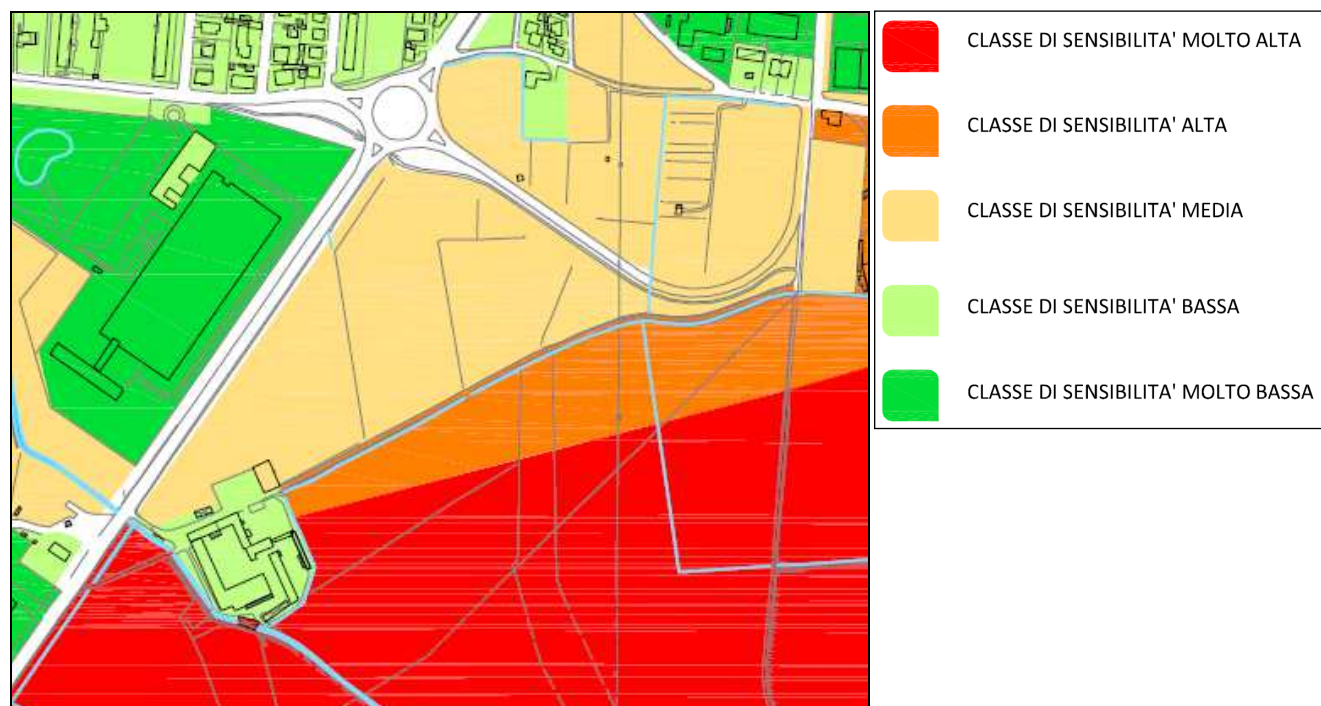 CLASSE DI SENSIBILITA' MOLTO ALTA
CLASSE DI SENSIBILITA' ALTA
CLASSE DI SENSIBILITA' MEDIA
CLASSE DI SENSIBILITA' BASSA
CLASSE DI SENSIBILITA' MOLTO BASSA